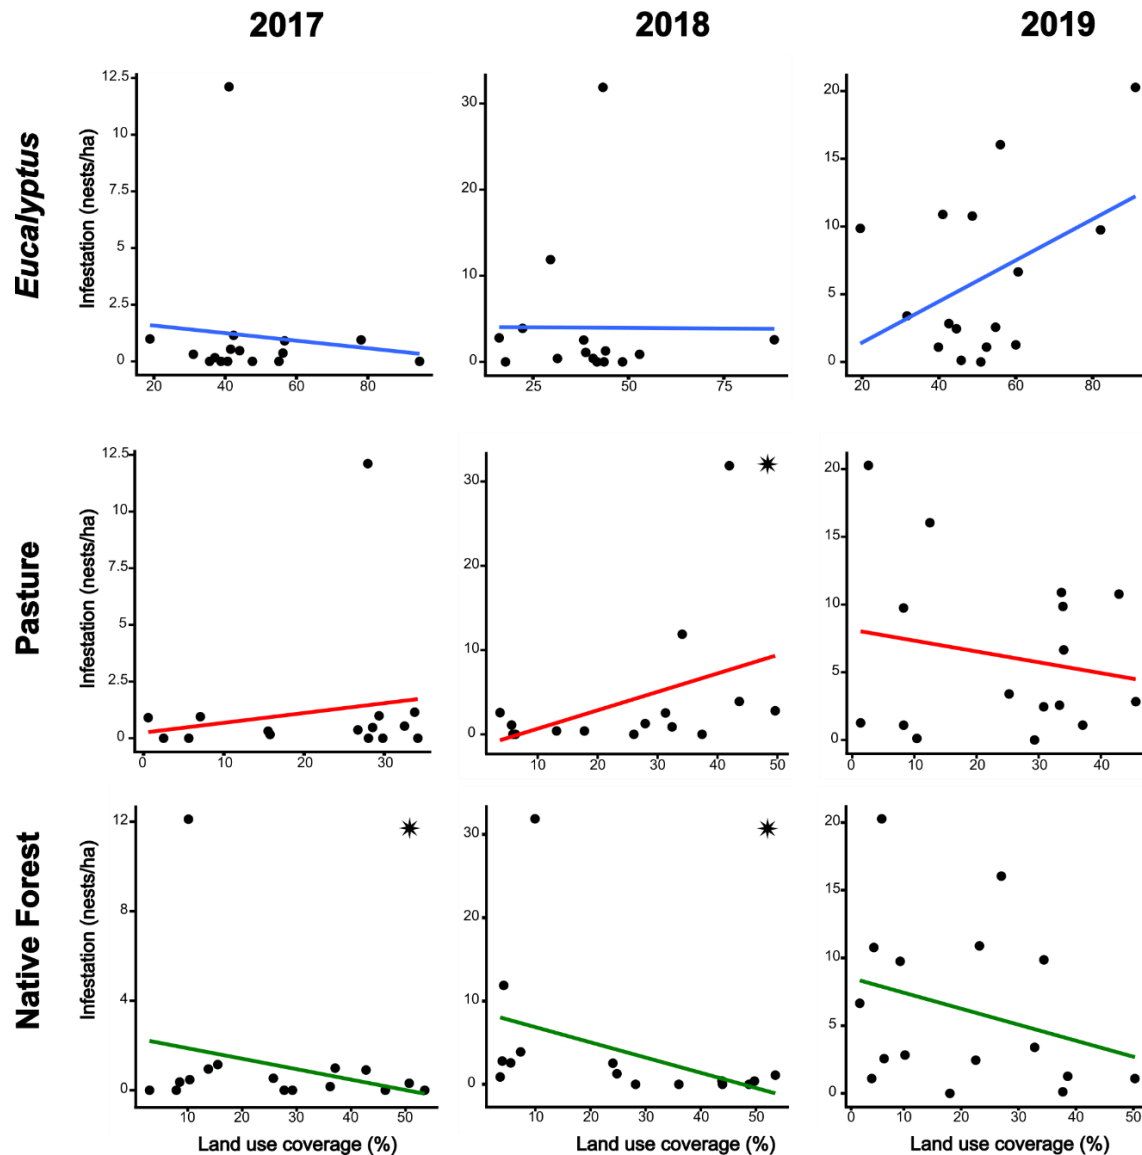 2017 2018 2019
Eucalyptus
Infestation (nests/ha)
12.5
10.0
7.5
5
2.5
0
20 40 60 80
30
20
10
0
25 50 75
20
15
10
5
0
20 40 60 80
Pasture
Infestation (nests/ha)
12.5
10.0
7.5
5.0
2.5
0
0 10 20 30
30
20
10
0
10 20 30 40 50
20
15
10
5
0
0 10 20 30 40
Native Forest
Infestation (nests/ha)
12
8
4
0
10 20 30 40 50
Land use coverage (%)
30
20
10
0
10 20 30 40 50
Land use coverage (%)
20
15
10
5
0
0 10 20 30 40 50
Land use coverage (%)